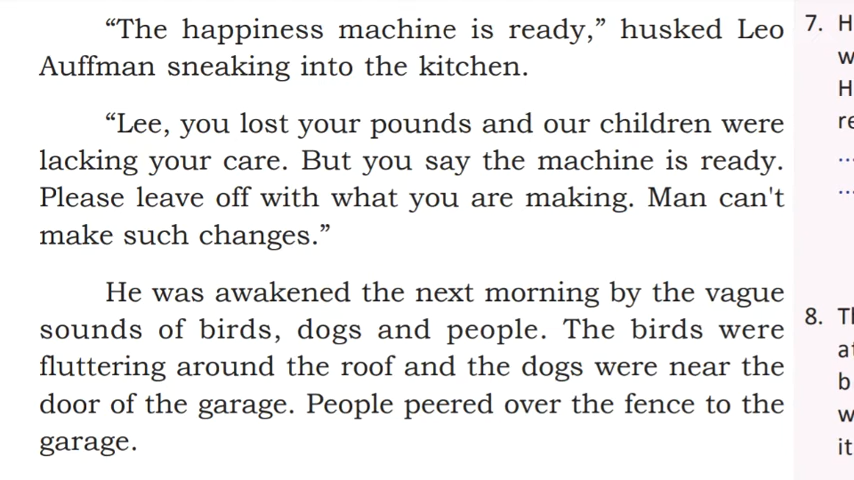 “The happiness machine is ready,” husked Leo
Auffman sneaking into the kitchen.
“Lee, you lost your pounds and our children were
lacking your care. But you say the machine is ready.
Please leave off with what you are making. Man can't
make such changes.”
He was awakened the next morning by the vague
sounds of birds, dogs and people. The birds were
fluttering around the roof and the dogs were near the
door of the garage. People peered over the fence to the
garage.
7. H
w
H
re
...
...
8. Tl
at
b
w
it